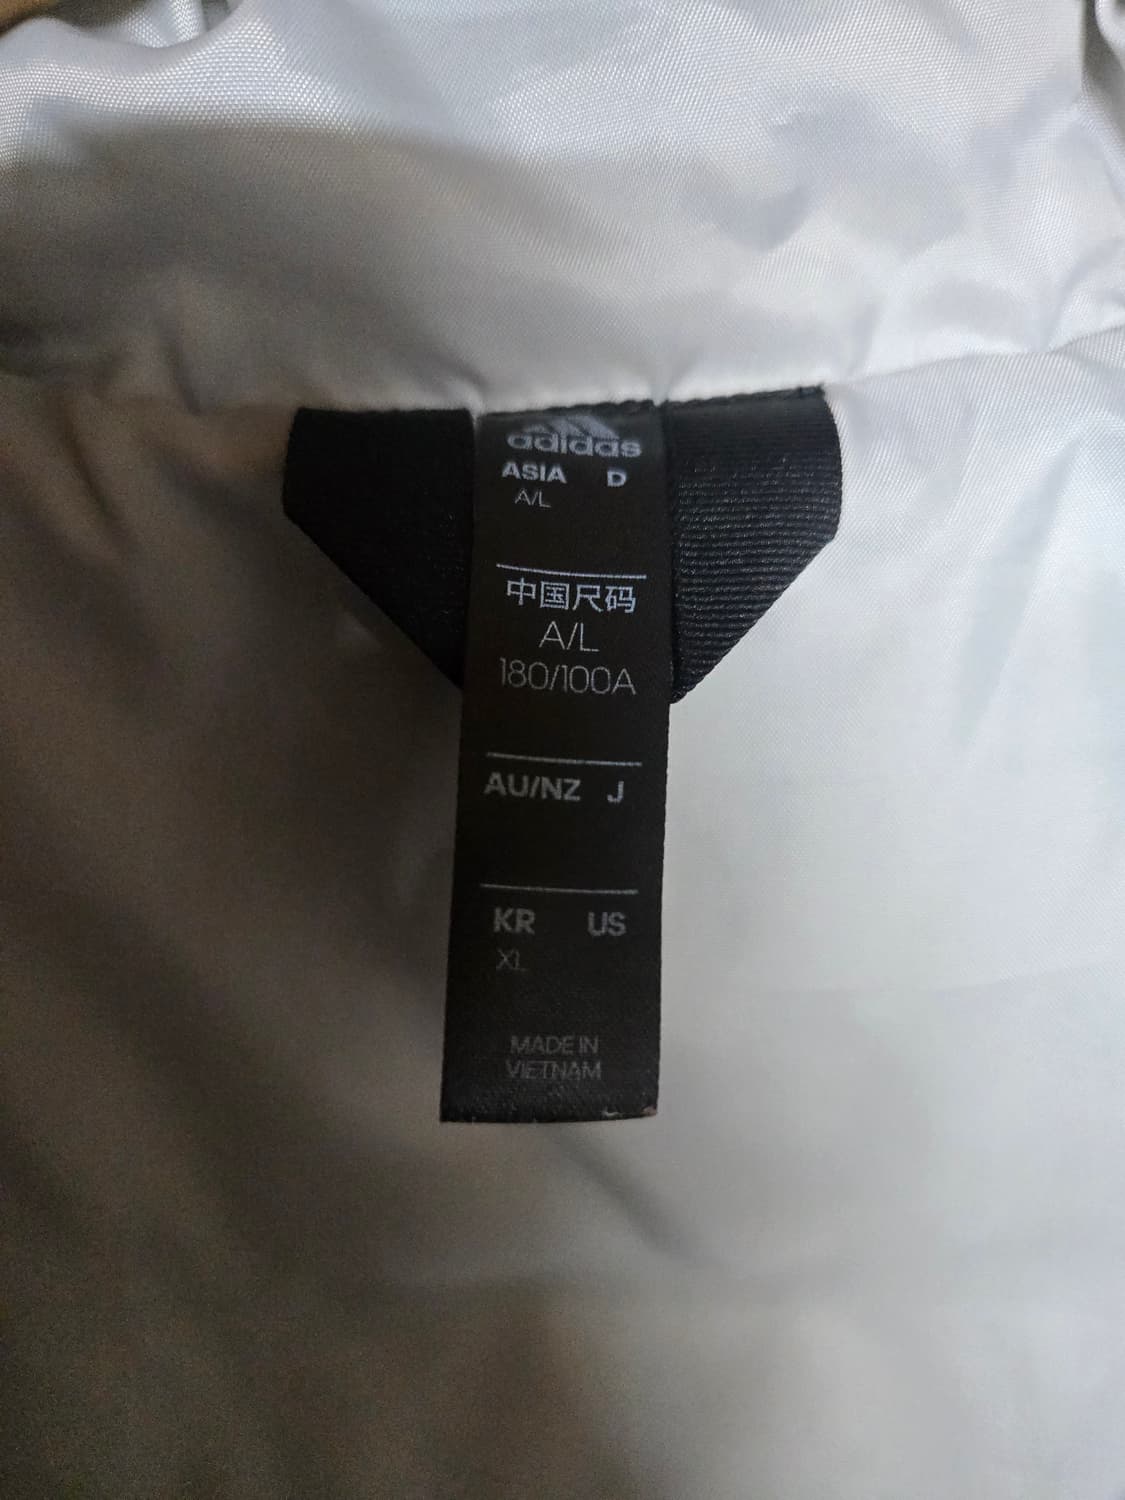 adidas
ASIA D
A/L
中国尺码
A/L
180/100A
AU/NZ J
KR US
XL
MADE IN
VIETNAM